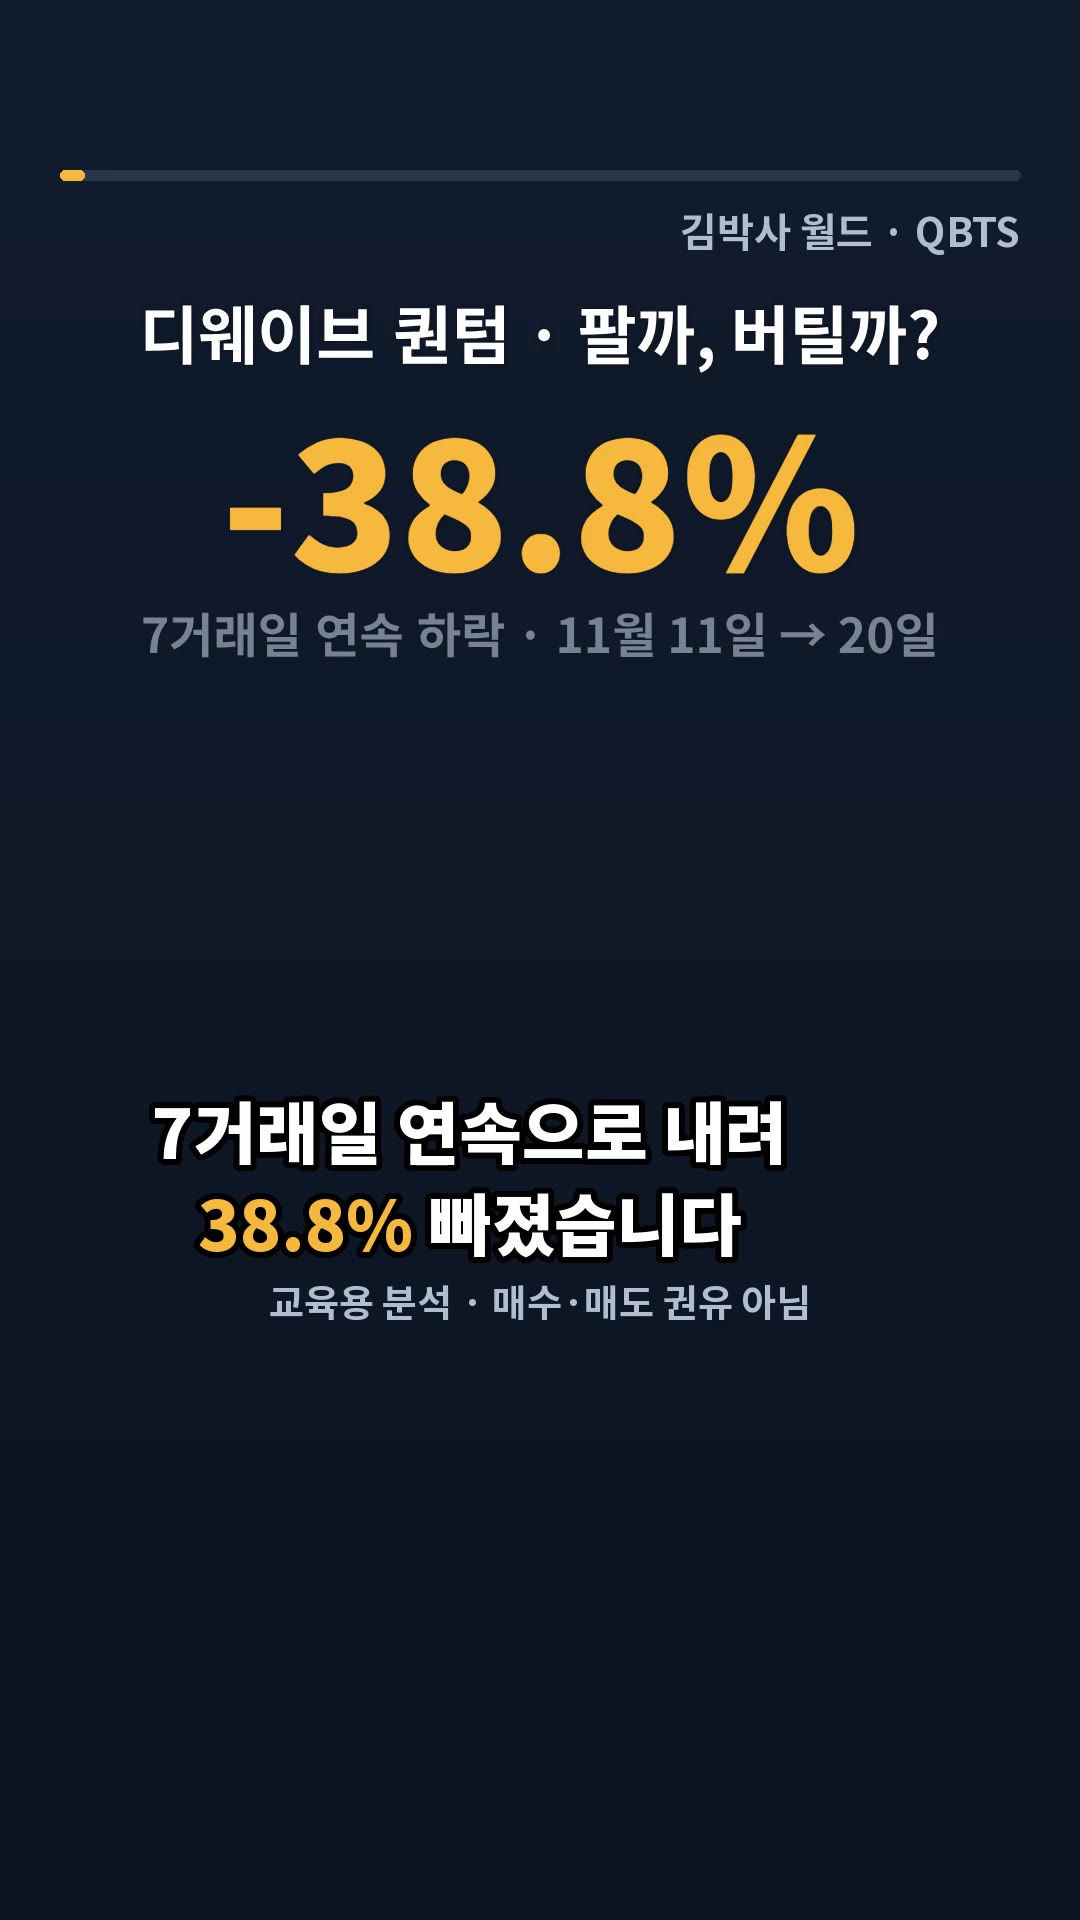 김박사 월드 · QBTS
디웨이브 퀀텀 · 팔까, 버틸까?
-38.8%
7거래일 연속 하락 · 11월 11일 → 20일
7거래일 연속으로 내려
38.8% 빠졌습니다
교육용 분석 · 매수·매도 권유 아님